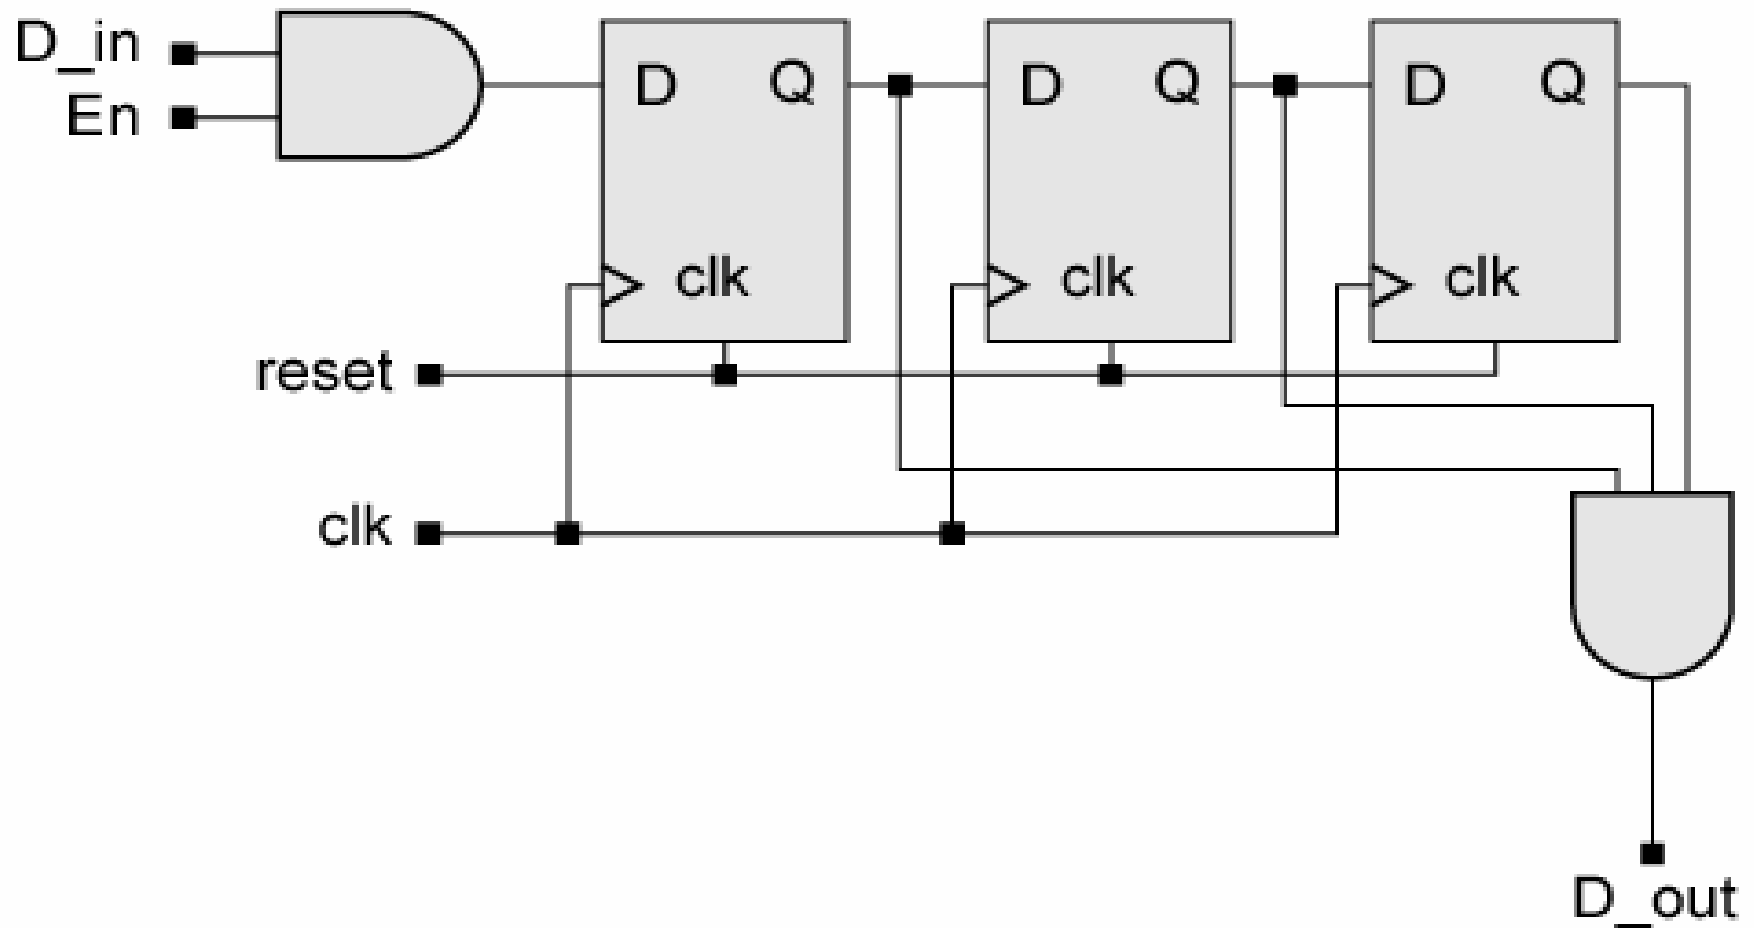 D_in
En
D Q
clk
D Q
clk
D Q
clk
reset
clk
D_out